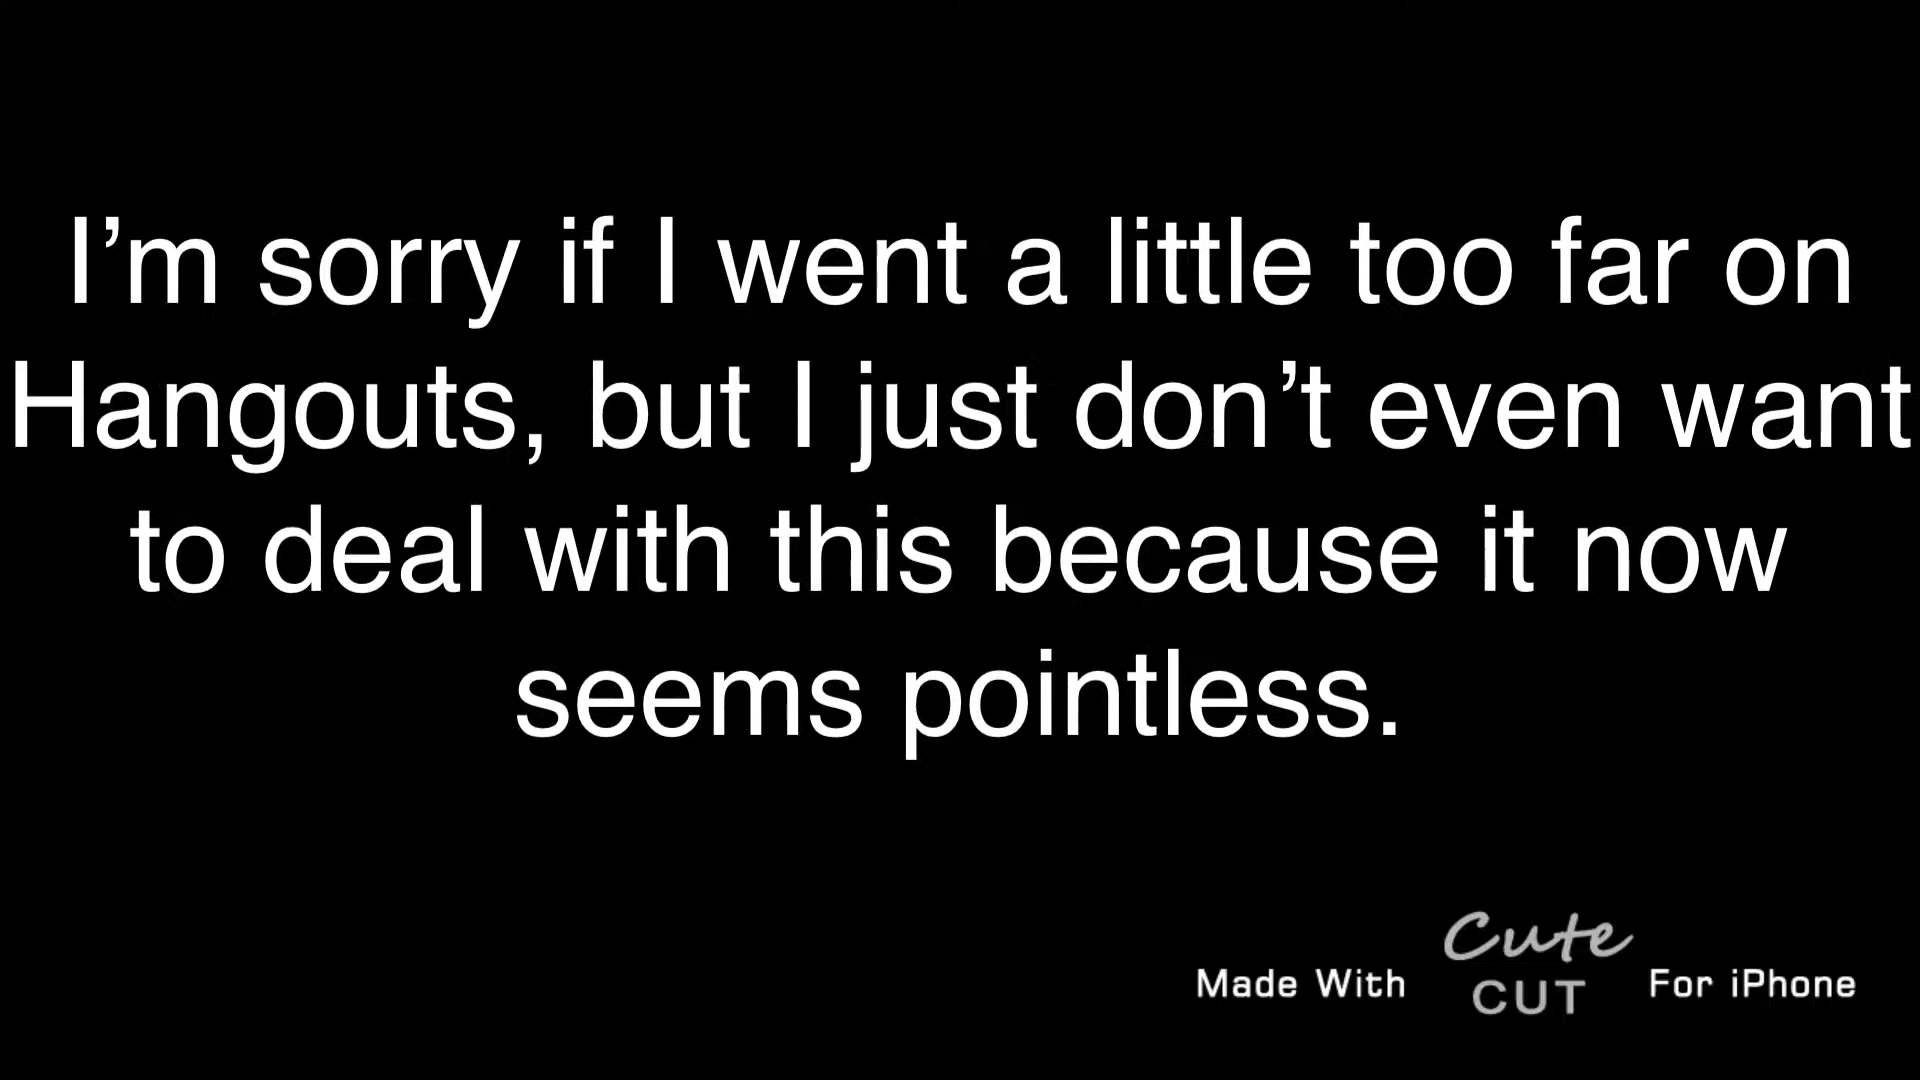 I’m sorry if I went a little too far on
Hangouts, but I just don’t even want
to deal with this because it now
seems pointless.
Made With Cute CUT For iPhone